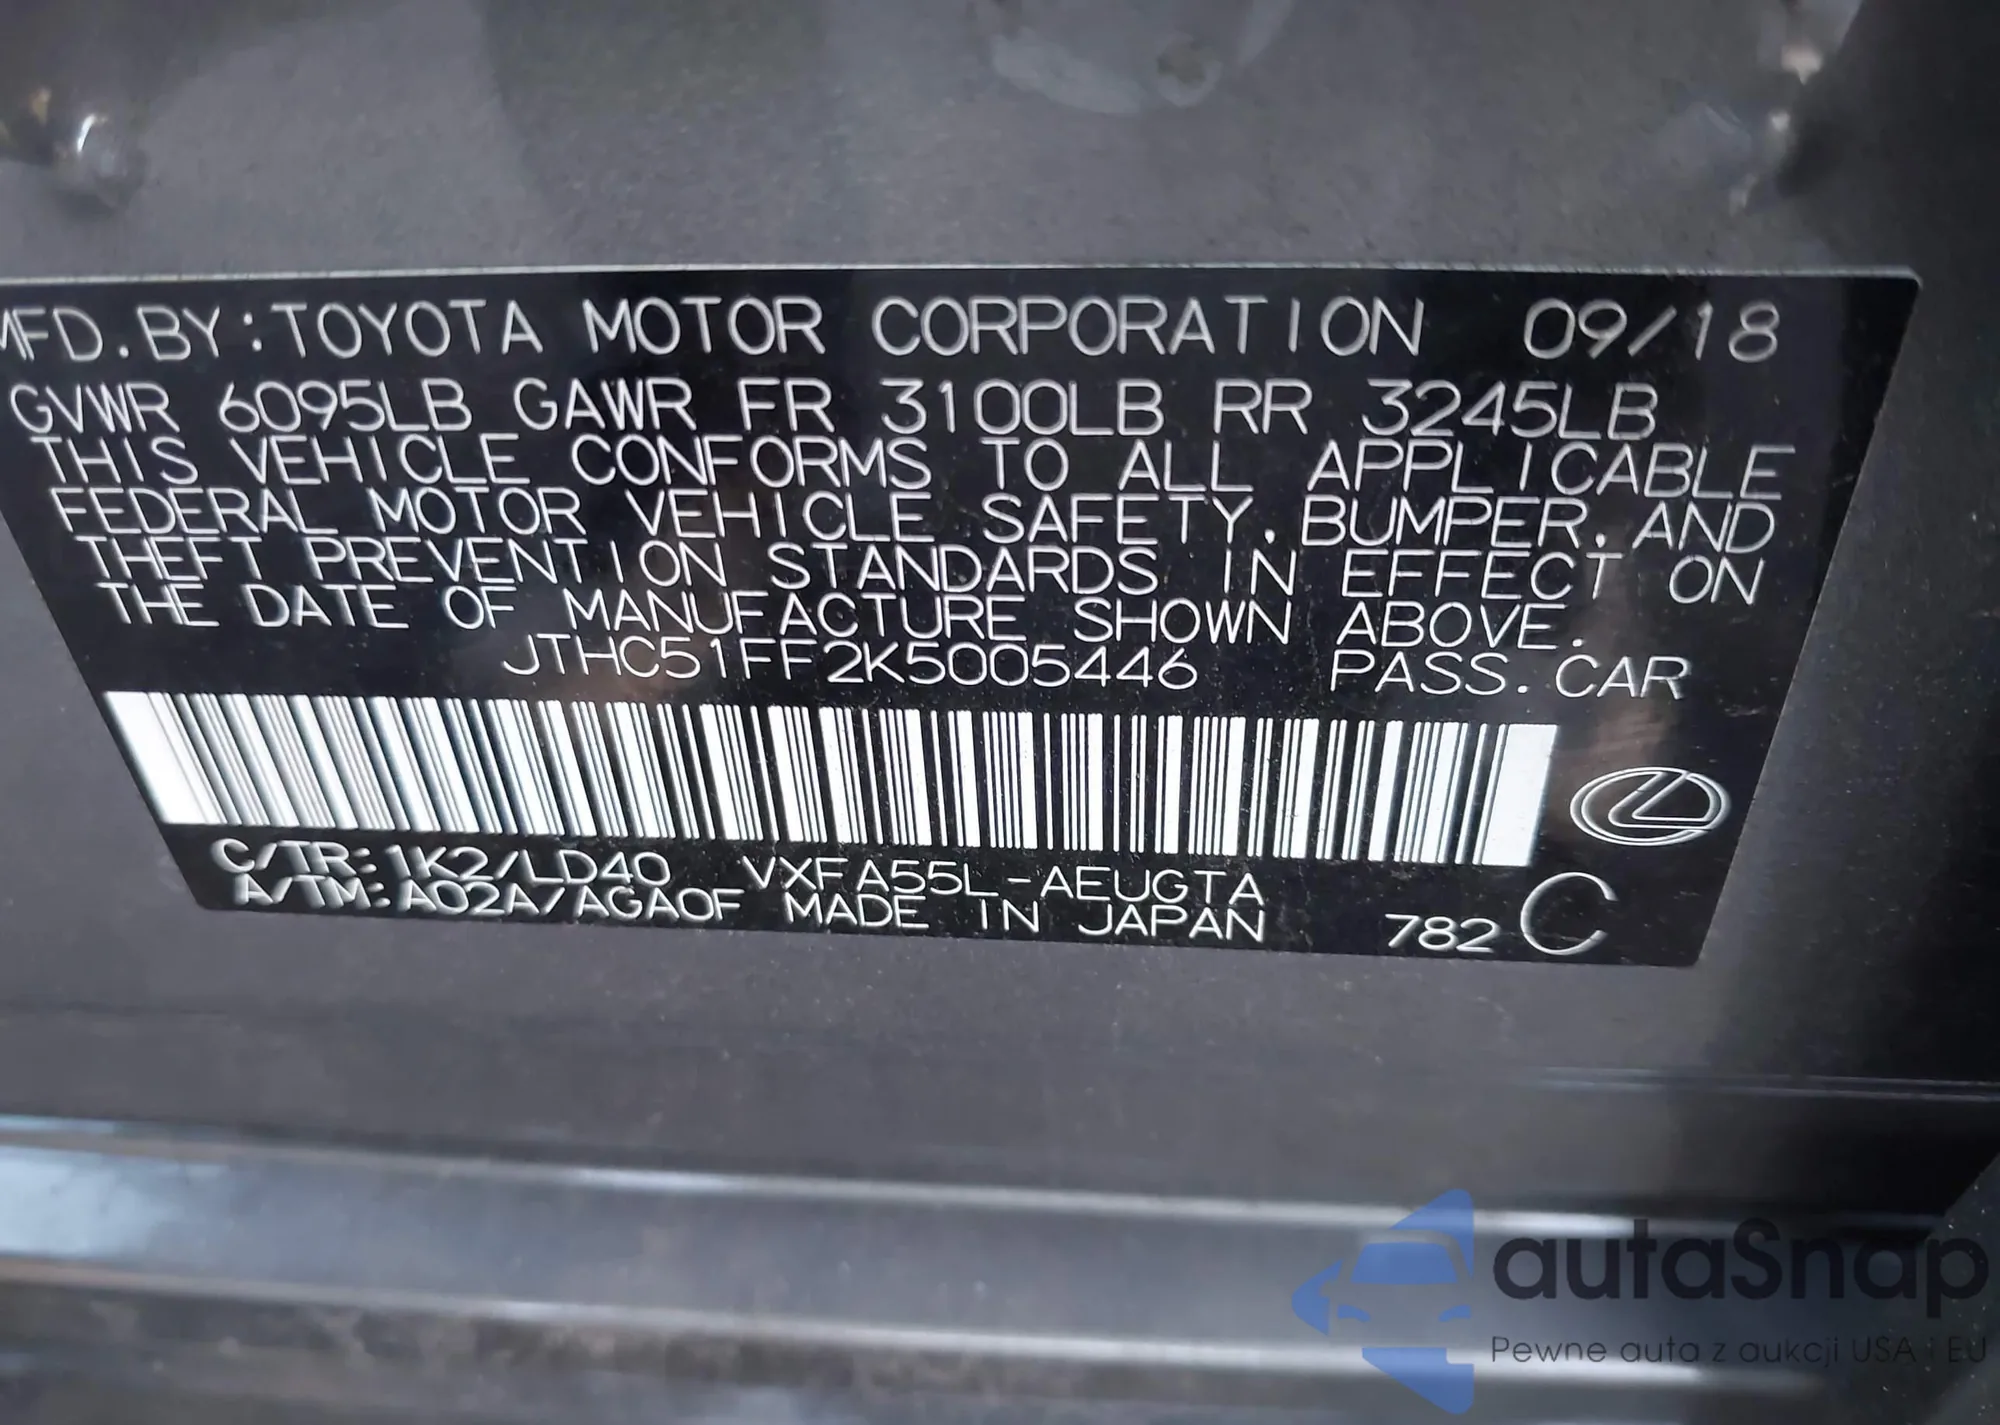 MFD. BY: TOYOTA MOTOR CORPORATION 09/18
GVWR 6095LB GAWR FR 3100LB RR 3245LB
THIS VEHICLE CONFORMS TO ALL APPLICABLE
FEDERAL MOTOR VEHICLE SAFETY, BUMPER, AND
THEFT PREVENTION STANDARDS IN EFFECT ON
THE DATE OF MANUFACTURE SHOWN ABOVE.
JTHC51FF2K5005446 PASS. CAR
C/TR: 1K2/LD40 VXFA55L-AEUGTA
A/TM: A02A/AGA0F MADE IN JAPAN 782 C
autaSnap
Pewne auta z aukcji USA i EU